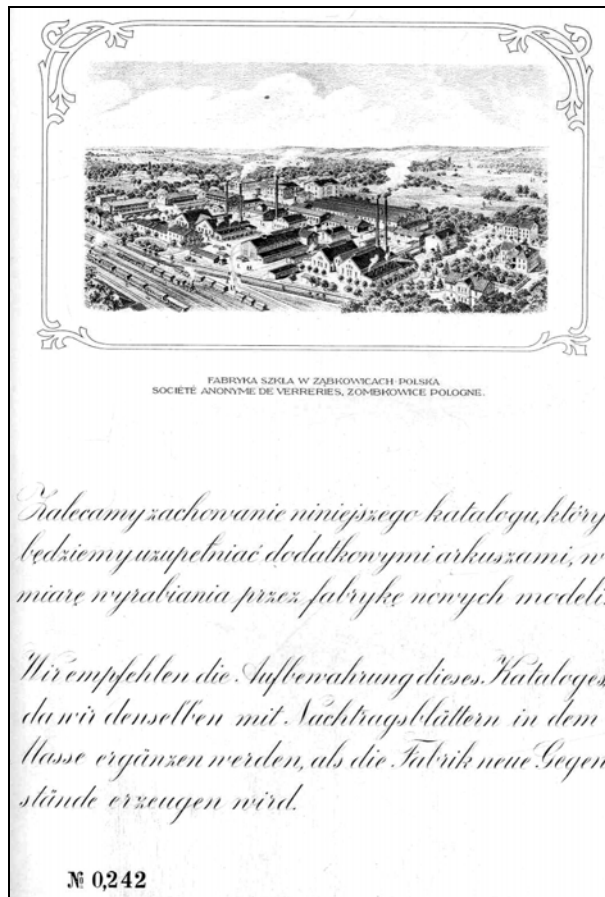 FABRYKA SZKŁA W ZĄBKOWICACH-POLSKA
SOCIÉTÉ ANONYME DE VERRERIES, ZOMBKOWICE POLOGNE.
Zalecamy zachowanie niniejszego katalogu, który
będziemy uzupełniać dodatkowymi arkuszami, w
miarę wyrabiania przez fabrykę nowych modeli.
Wir empfehlen die Aufbewahrung dieses Kataloges,
da wir denselben mit Nachtragsblättern in dem
Masse ergänzen werden, als die Fabrik neue Gegen
stände erzeugen wird.
№ 0,242